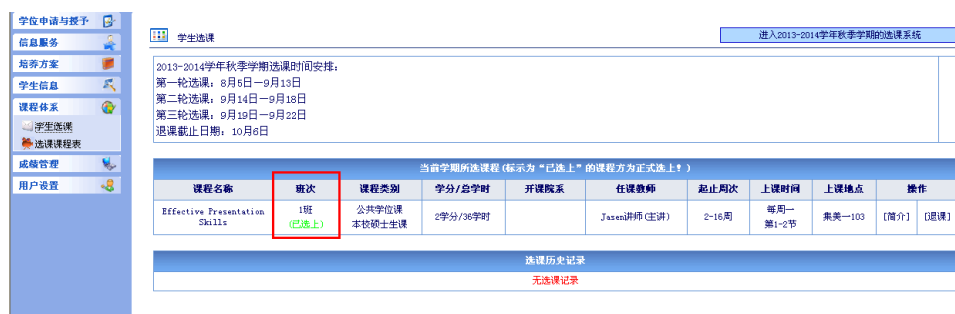 学位申请与授予
信息服务
培养方案
学生信息
课程体系
学生选课
选课课程表
成绩管理
用户设置
学生选课
进入2013-2014学年秋季学期的选课系统
2013-2014学年秋季学期选课时间安排:
第一轮选课: 8月5日—9月13日
第二轮选课: 9月14日—9月18日
第三轮选课: 9月19日—9月22日
退课截止日期: 10月6日
当前学期所选课程(标示为“已选上”的课程方为正式选上! )
课程名称 班次 课程类别 学分/总学时 开课院系 任课教师 起止周次 上课时间 上课地点 操作
Effective Presentation Skills 1班 (已选上) 公共学位课 本校硕士生课 2学分/36学时 Jasen讲师(主讲) 2-16周 每周一 第1-2节 集美一103 [简介] [退课]
选课历史记录
无选课记录